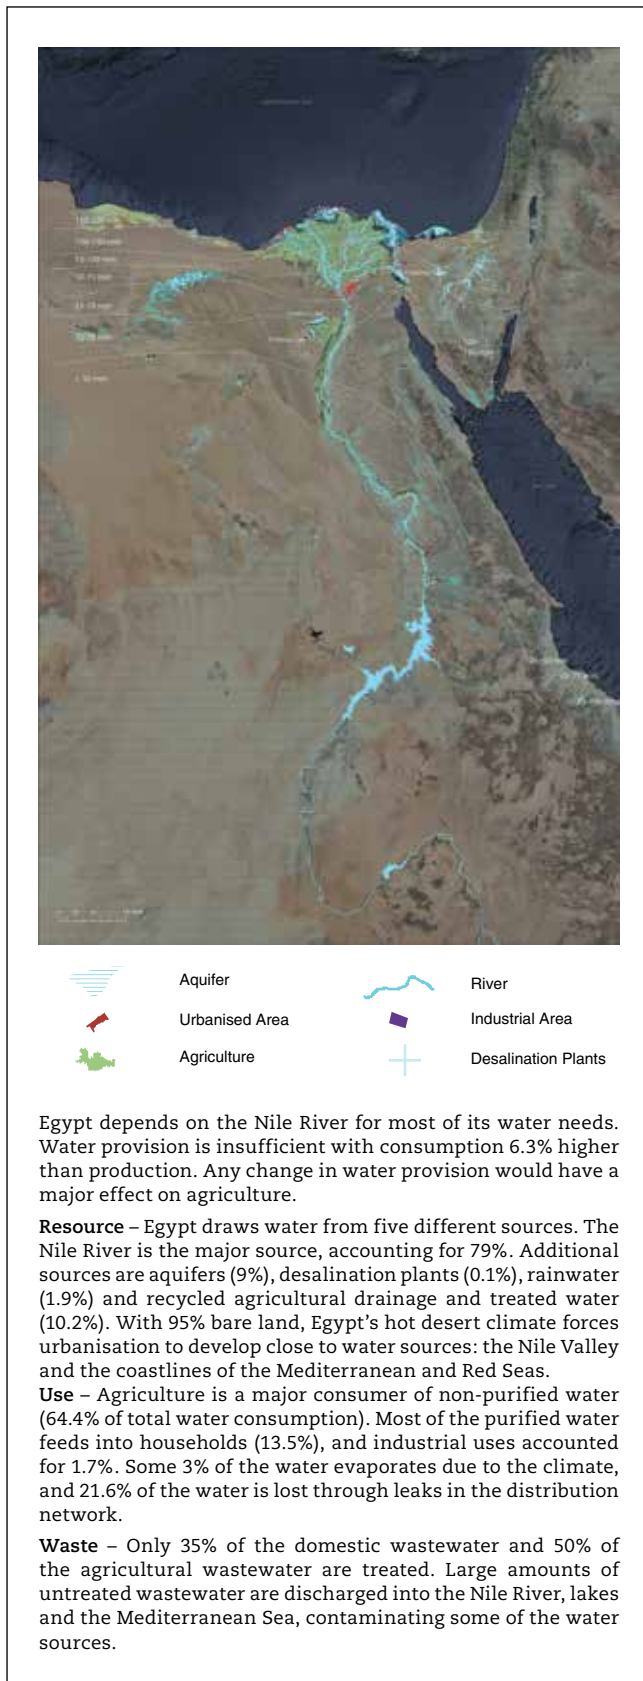 Aquifer
River
Urbanised Area
Industrial Area
Agriculture
Desalination Plants
Egypt depends on the Nile River for most of its water needs.
Water provision is insufficient with consumption 6.3% higher
than production. Any change in water provision would have a
major effect on agriculture.
Resource – Egypt draws water from five different sources. The
Nile River is the major source, accounting for 79%. Additional
sources are aquifers (9%), desalination plants (0.1%), rainwater
(1.9%) and recycled agricultural drainage and treated water
(10.2%). With 95% bare land, Egypt's hot desert climate forces
urbanisation to develop close to water sources: the Nile Valley
and the coastlines of the Mediterranean and Red Seas.
Use – Agriculture is a major consumer of non-purified water
(64.4% of total water consumption). Most of the purified water
feeds into households (13.5%), and industrial uses accounted
for 1.7%. Some 3% of the water evaporates due to the climate,
and 21.6% of the water is lost through leaks in the distribution
network.
Waste – Only 35% of the domestic wastewater and 50% of
the agricultural wastewater are treated. Large amounts of
untreated wastewater are discharged into the Nile River, lakes
and the Mediterranean Sea, contaminating some of the water
sources.